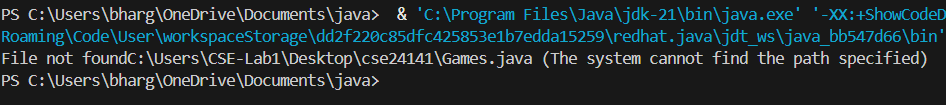 PS C:\Users\bharg\OneDrive\Documents\java>  & 'C:\Program Files\Java\jdk-21\bin\java.exe' '-XX:+ShowCodeD
Roaming\Code\User\workspaceStorage\dd2f220c85dfc425853e1b7edda15259\redhat.java\jdt_ws\java_bb547d66\bin'
File not foundC:\Users\CSE-Lab1\Desktop\cse24141\Games.java (The system cannot find the path specified)
PS C:\Users\bharg\OneDrive\Documents\java>